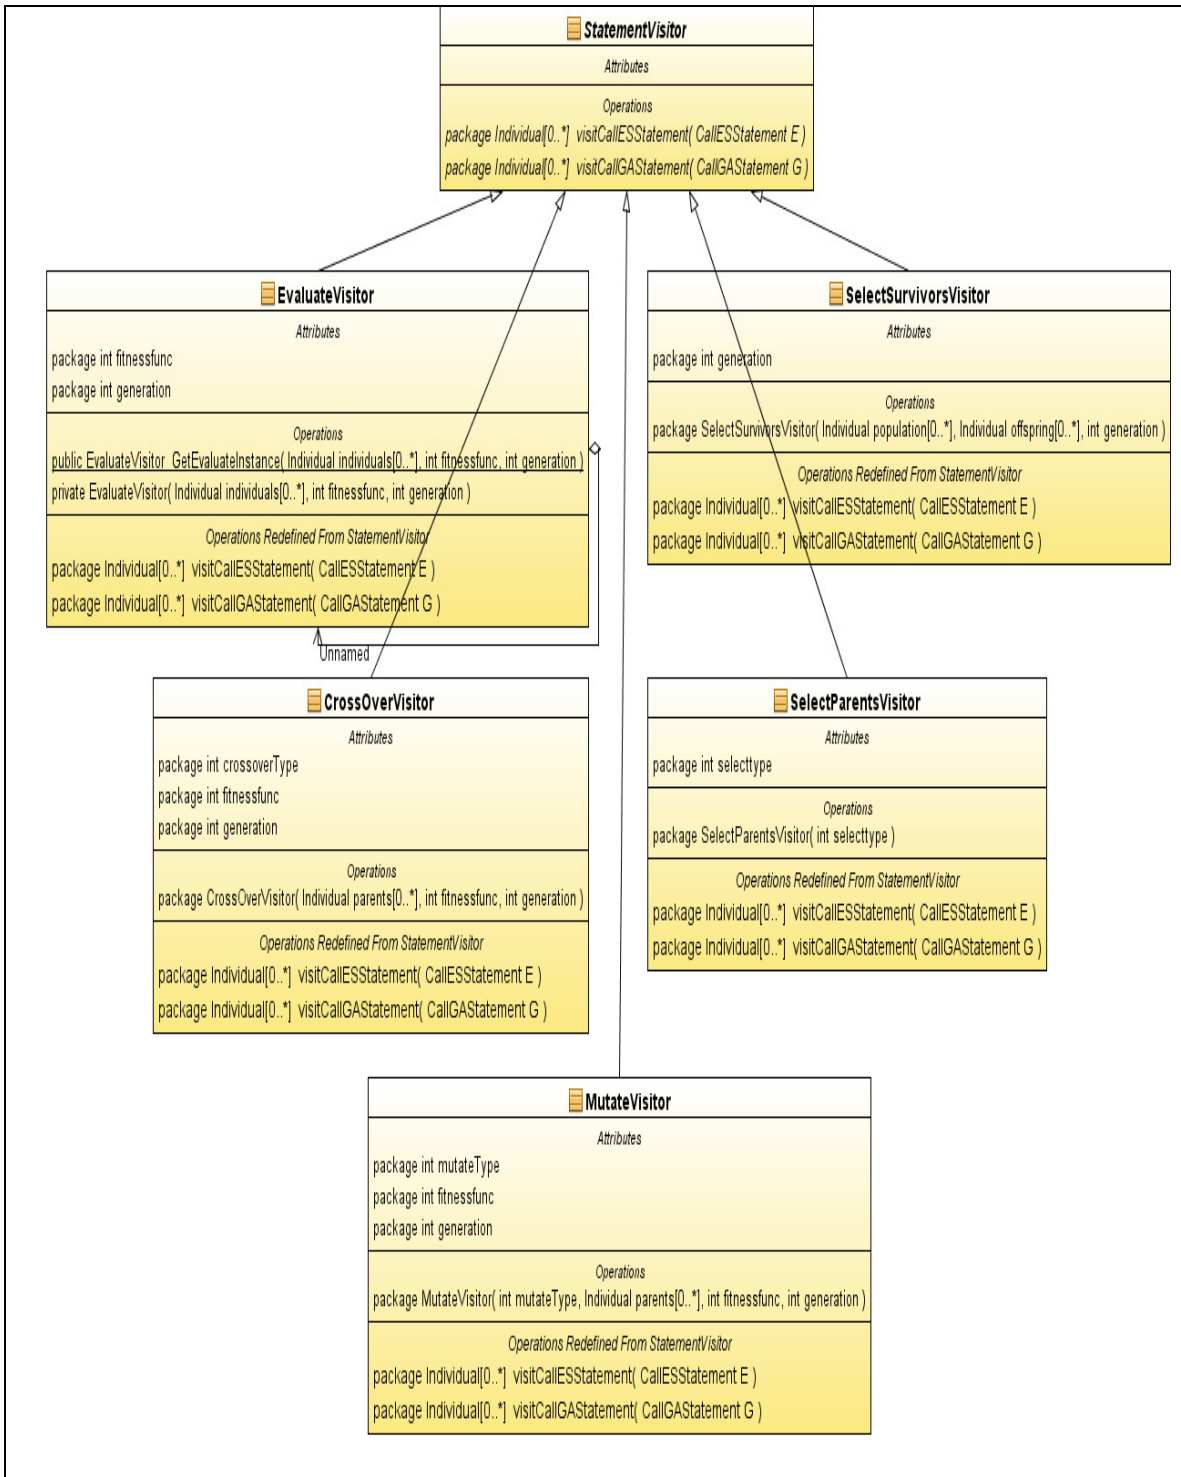 StatementVisitor
Attributes
Operations
package Individual[0..*]  visitCallESStatement( CallESStatement E )
package Individual[0..*]  visitCallGAStatement( CallGAStatement G )
EvaluateVisitor
Attributes
package int fitnessfunc
package int generation
Operations
public EvaluateVisitor  GetEvaluateInstance( Individual individuals[0..*], int fitnessfunc, int generation )
private EvaluateVisitor( Individual individuals[0..*], int fitnessfunc, int generation )
Operations Redefined From StatementVisitor
package Individual[0..*]  visitCallESStatement( CallESStatement E )
package Individual[0..*]  visitCallGAStatement( CallGAStatement G )
Unnamed
SelectSurvivorsVisitor
Attributes
package int generation
Operations
package SelectSurvivorsVisitor( Individual population[0..*], Individual offspring[0..*], int generation )
Operations Redefined From StatementVisitor
package Individual[0..*]  visitCallESStatement( CallESStatement E )
package Individual[0..*]  visitCallGAStatement( CallGAStatement G )
CrossOverVisitor
Attributes
package int crossoverType
package int fitnessfunc
package int generation
Operations
package CrossOverVisitor( Individual parents[0..*], int fitnessfunc, int generation )
Operations Redefined From StatementVisitor
package Individual[0..*]  visitCallESStatement( CallESStatement E )
package Individual[0..*]  visitCallGAStatement( CallGAStatement G )
SelectParentsVisitor
Attributes
package int selecttype
Operations
package SelectParentsVisitor( int selecttype )
Operations Redefined From StatementVisitor
package Individual[0..*]  visitCallESStatement( CallESStatement E )
package Individual[0..*]  visitCallGAStatement( CallGAStatement G )
MutateVisitor
Attributes
package int mutateType
package int fitnessfunc
package int generation
Operations
package MutateVisitor( int mutateType, Individual parents[0..*], int fitnessfunc, int generation )
Operations Redefined From StatementVisitor
package Individual[0..*]  visitCallESStatement( CallESStatement E )
package Individual[0..*]  visitCallGAStatement( CallGAStatement G )